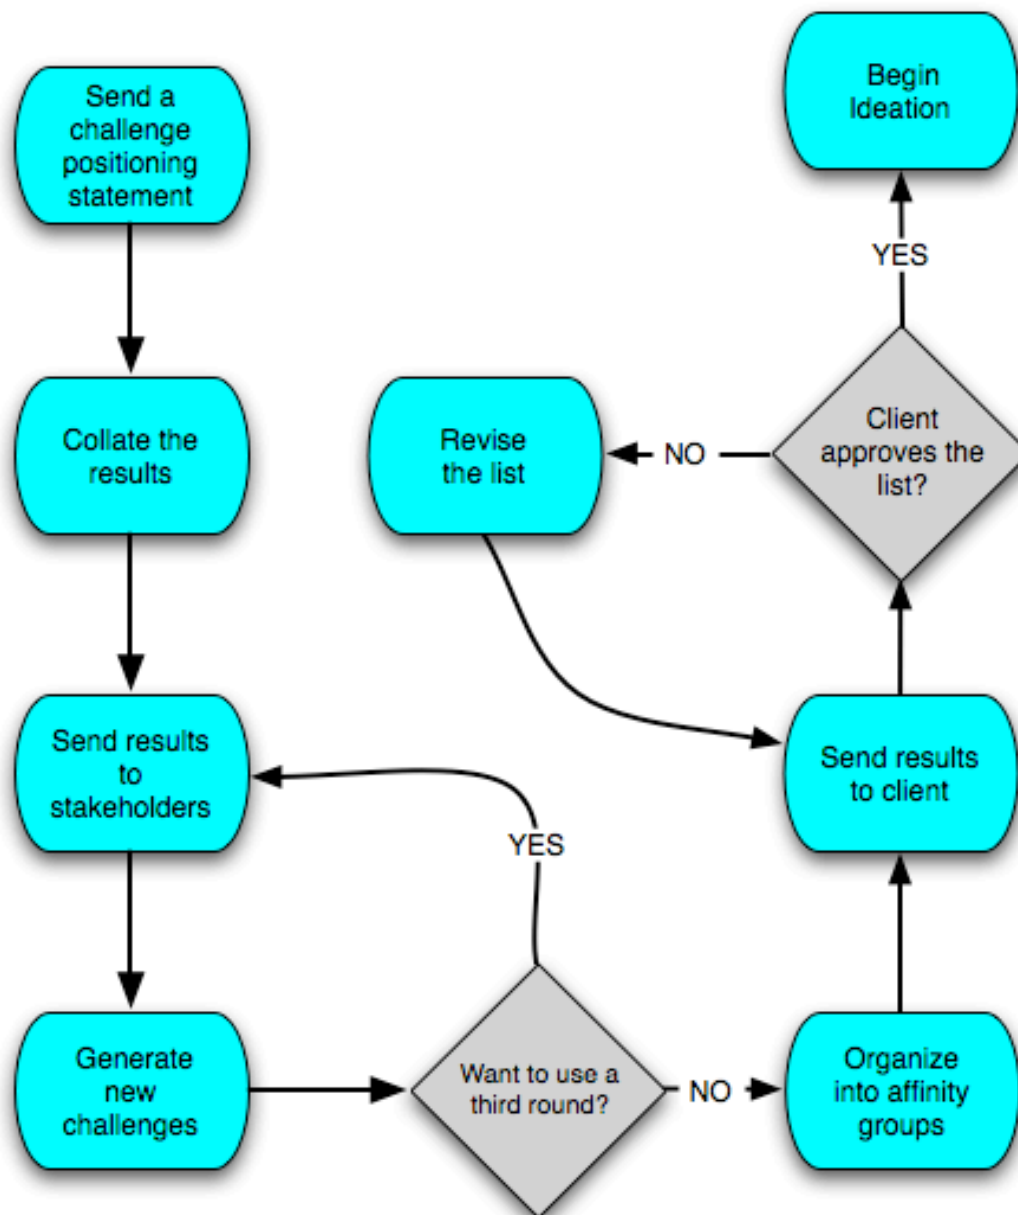 Send a
challenge
positioning
statement
Collate the
results
Send results
to
stakeholders
Generate
new
challenges
Want to use a
third round?
YES
NO
Organize
into affinity
groups
Send results
to client
Client
approves the
list?
NO
Revise
the list
YES
Begin
Ideation